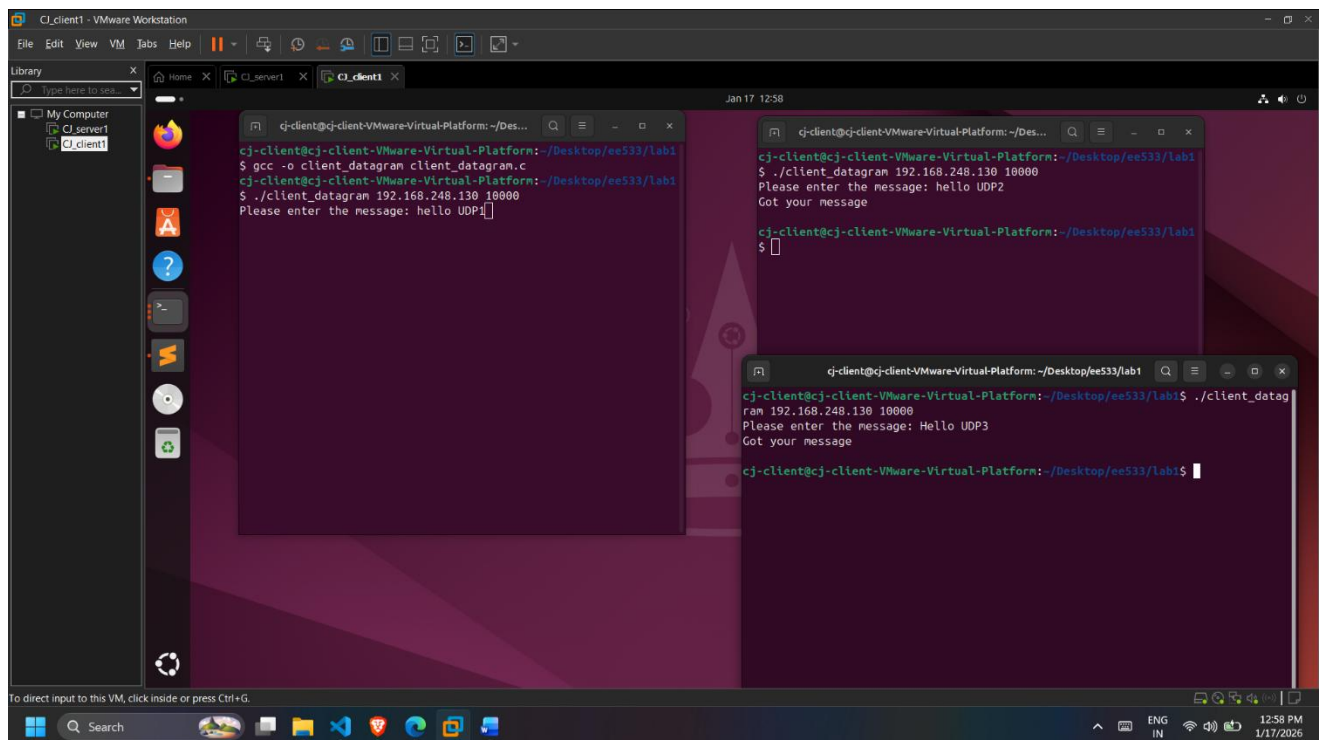 CJ_client1 - VMware Workstation
File Edit View VM Tabs Help
Library X
Type here to sea...
My Computer
CJ_server1
CJ_client1
Home X CJ_server1 X CJ_client1 X
Jan 17 12:58
cj-client@cj-client-VMware-Virtual-Platform: ~/Des...
cj-client@cj-client-VMware-Virtual-Platform:~/Desktop/ee533/lab1
$ gcc -o client_datagram client_datagram.c
cj-client@cj-client-VMware-Virtual-Platform:~/Desktop/ee533/lab1
$ ./client_datagram 192.168.248.130 10000
Please enter the message: hello UDP1
cj-client@cj-client-VMware-Virtual-Platform: ~/Des...
cj-client@cj-client-VMware-Virtual-Platform:~/Desktop/ee533/lab1
$ ./client_datagram 192.168.248.130 10000
Please enter the message: hello UDP2
Got your message
cj-client@cj-client-VMware-Virtual-Platform:~/Desktop/ee533/lab1
$
cj-client@cj-client-VMware-Virtual-Platform: ~/Desktop/ee533/lab1
cj-client@cj-client-VMware-Virtual-Platform:~/Desktop/ee533/lab1$ ./client_datag
ram 192.168.248.130 10000
Please enter the message: Hello UDP3
Got your message
cj-client@cj-client-VMware-Virtual-Platform:~/Desktop/ee533/lab1$
To direct input to this VM, click inside or press Ctrl+G.
Search
ENG
IN
12:58 PM
1/17/2026